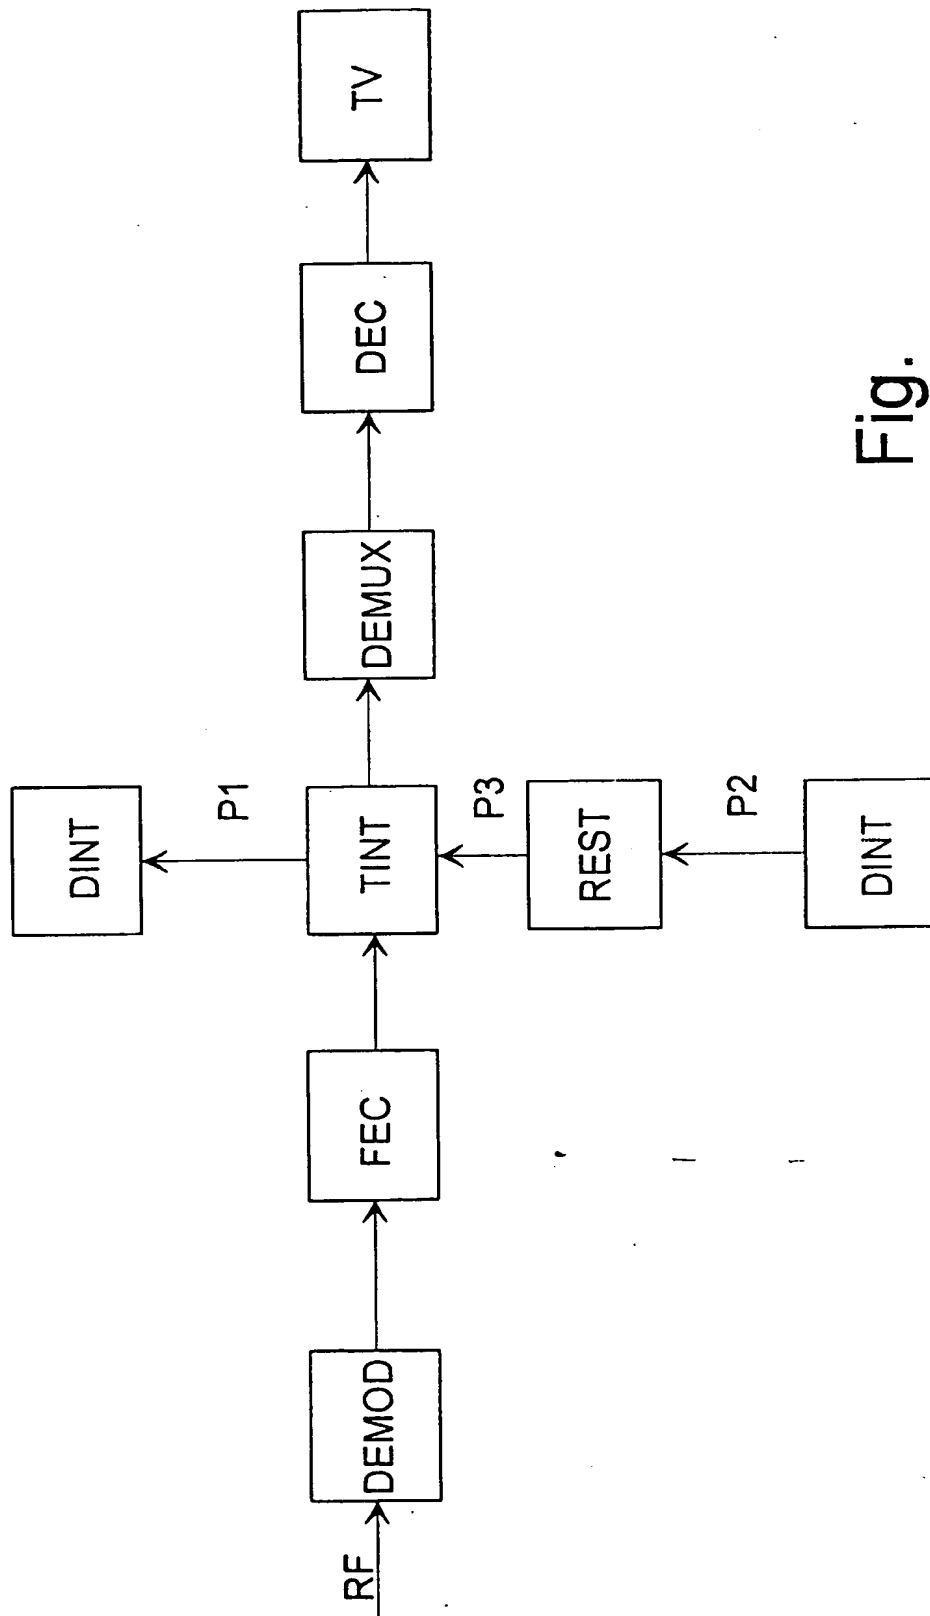 DINT
P1
RF
DEMOD
FEC
TINT
DEMUX
DEC
TV
P3
REST
P2
DINT
Fig.